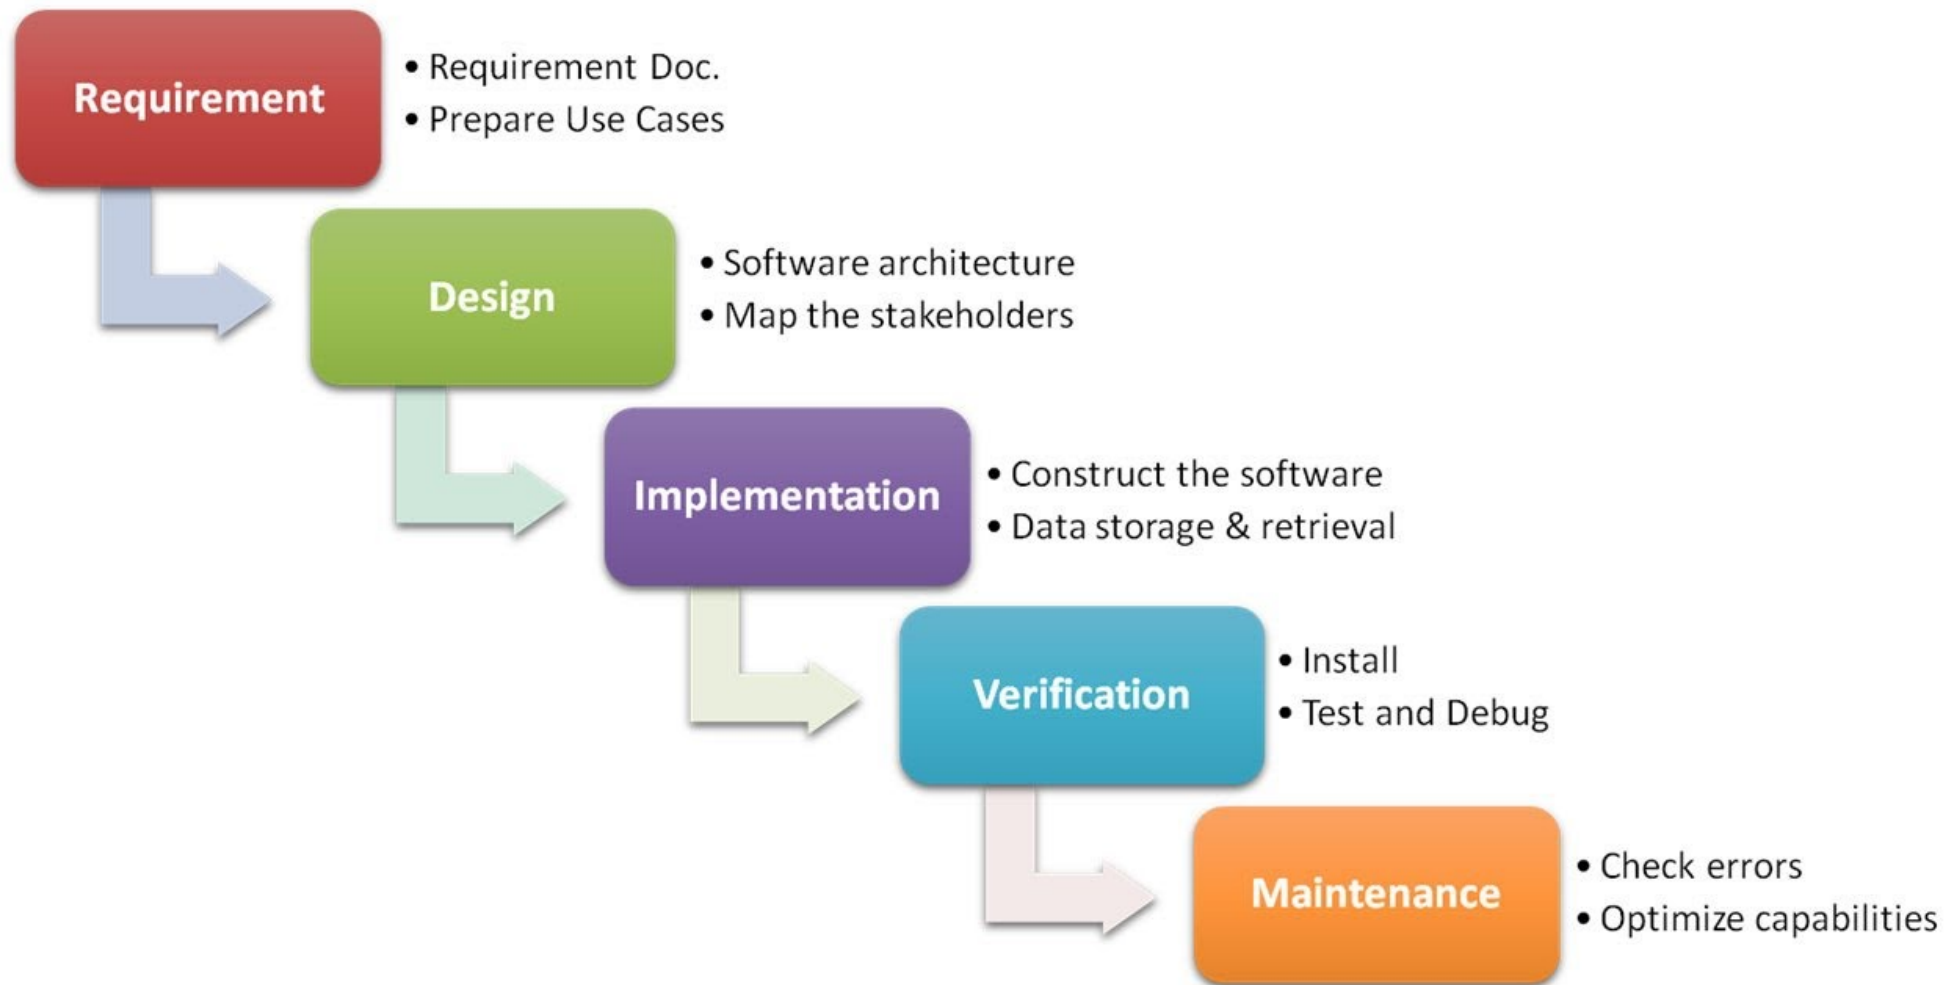 Requirement
• Requirement Doc.
• Prepare Use Cases
Design
• Software architecture
• Map the stakeholders
Implementation
• Construct the software
• Data storage & retrieval
Verification
• Install
• Test and Debug
Maintenance
• Check errors
• Optimize capabilities